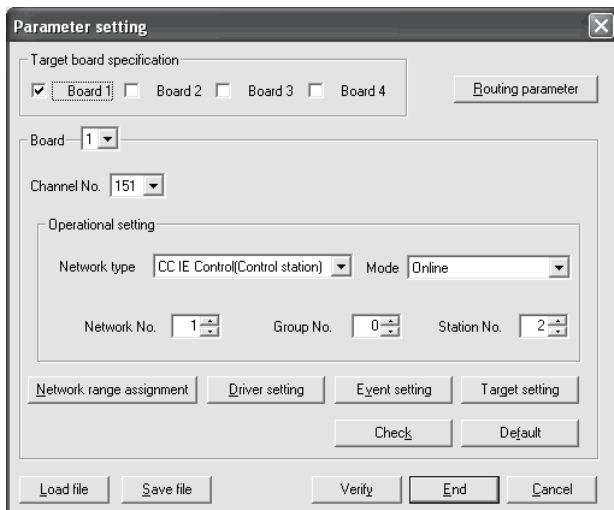 Parameter setting
Target board specification
Board 1 Board 2 Board 3 Board 4
Routing parameter
Board 1
Channel No. 151
Operational setting
Network type CC IE Control(Control station) Mode Online
Network No. 1 Group No. 0 Station No. 2
Network range assignment Driver setting Event setting Target setting
Check Default
Load file Save file Verify End Cancel